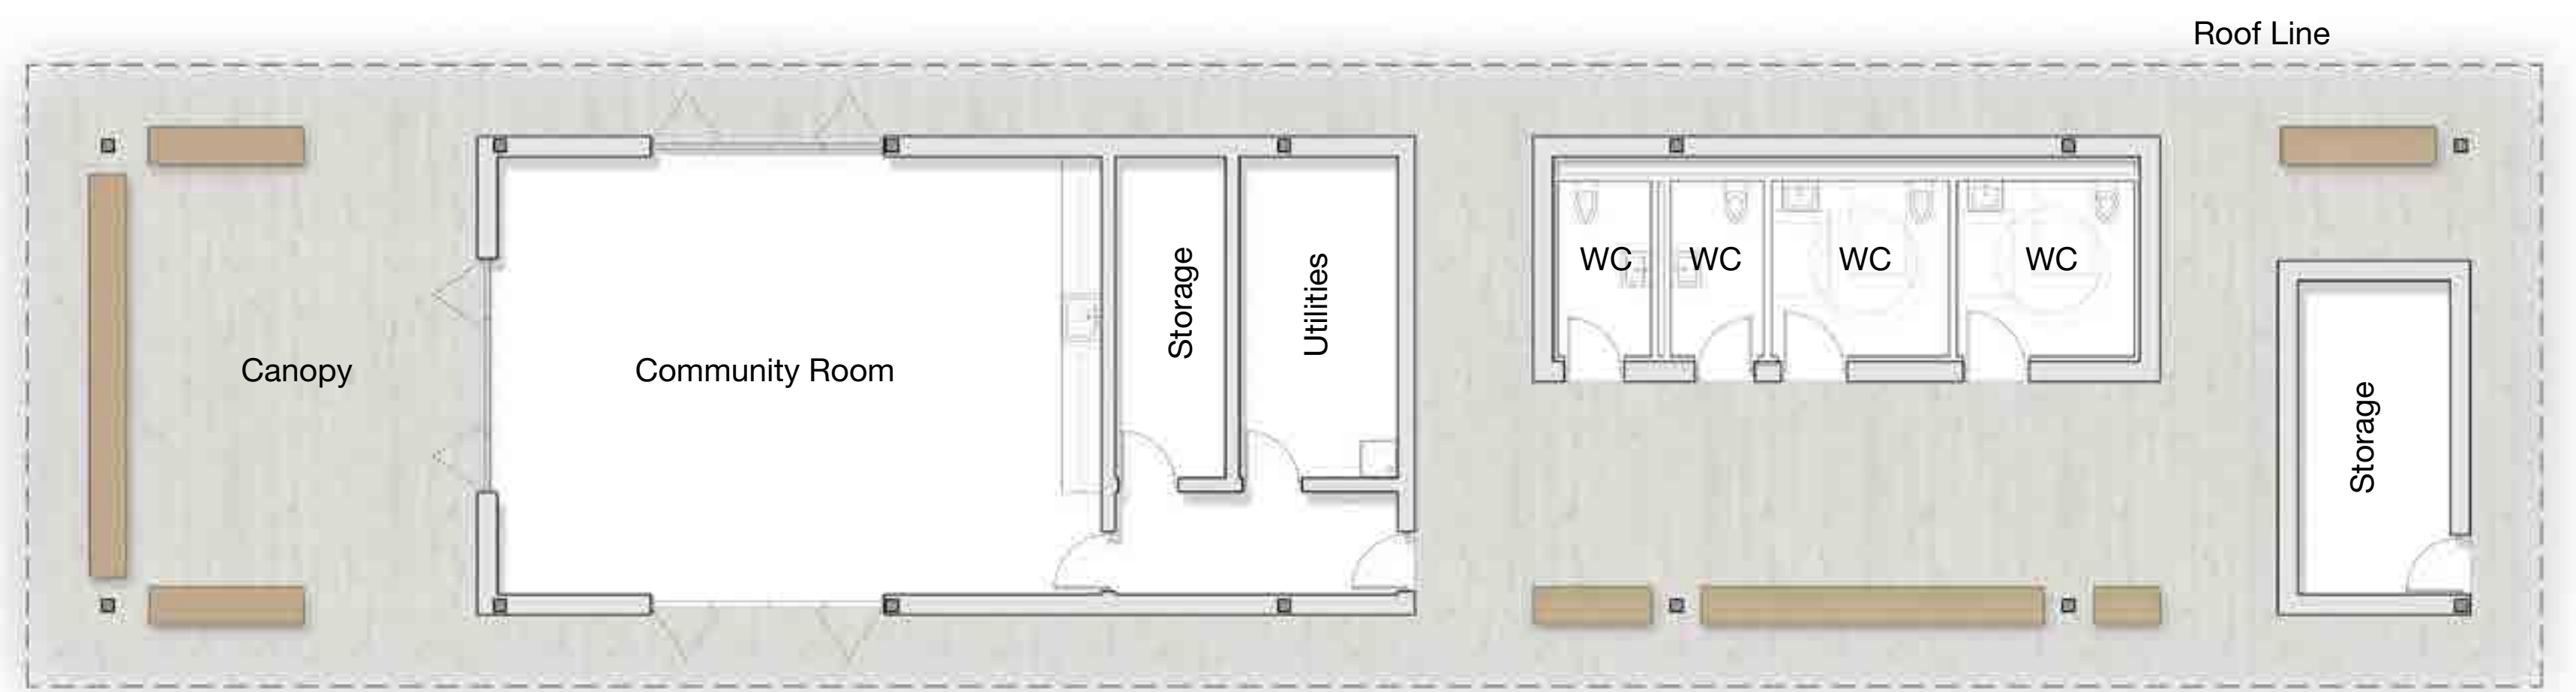 Roof Line
Canopy
Community Room
Storage
Utilities
WC
WC
WC
WC
Storage